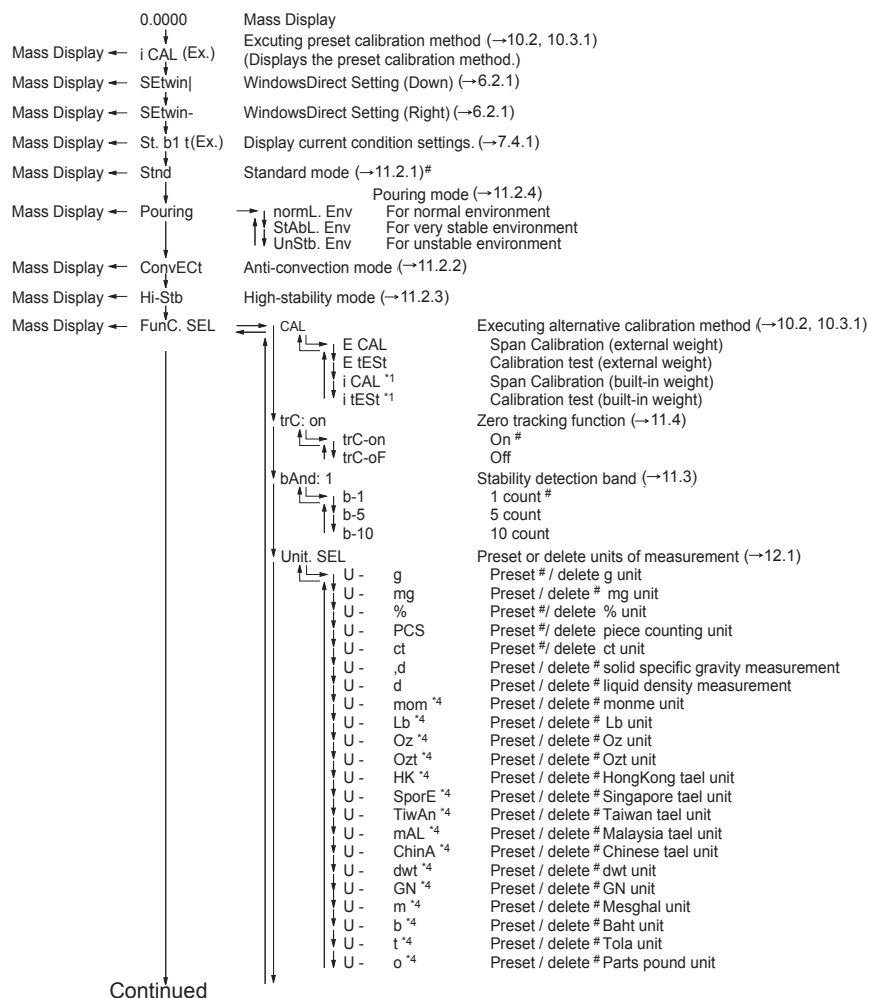 0.0000 Mass Display
Mass Display ← i CAL (Ex.) Excuting preset calibration method (→10.2, 10.3.1)
(Displays the preset calibration method.)
Mass Display ← SEtwin| WindowsDirect Setting (Down) (→6.2.1)
Mass Display ← SEtwin- WindowsDirect Setting (Right) (→6.2.1)
Mass Display ← St. b1 t(Ex.) Display current condition settings. (→7.4.1)
Mass Display ← Stnd Standard mode (→11.2.1)#
Pouring mode (→11.2.4)
Mass Display ← Pouring → normL. Env For normal environment
StAbL. Env For very stable environment
UnStb. Env For unstable environment
Mass Display ← ConvECt Anti-convection mode (→11.2.2)
Mass Display ← Hi-Stb High-stability mode (→11.2.3)
Mass Display ← FunC. SEL CAL Executing alternative calibration method (→10.2, 10.3.1)
E CAL Span Calibration (external weight)
E tESt Calibration test (external weight)
i CAL *1 Span Calibration (built-in weight)
i tESt *1 Calibration test (built-in weight)
trC: on Zero tracking function (→11.4)
trC-on On #
trC-oF Off
bAnd: 1 Stability detection band (→11.3)
b-1 1 count #
b-5 5 count
b-10 10 count
Unit. SEL Preset or delete units of measurement (→12.1)
U - g Preset # / delete g unit
U - mg Preset / delete # mg unit
U - % Preset #/ delete % unit
U - PCS Preset #/ delete piece counting unit
U - ct Preset #/ delete ct unit
U - ,d Preset / delete # solid specific gravity measurement
U - d Preset / delete # liquid density measurement
U - mom *4 Preset / delete # monme unit
U - Lb *4 Preset / delete # Lb unit
U - Oz *4 Preset / delete # Oz unit
U - Ozt *4 Preset / delete # Ozt unit
U - HK *4 Preset / delete # HongKong tael unit
U - SporE *4 Preset / delete # Singapore tael unit
U - TiwAn *4 Preset / delete # Taiwan tael unit
U - mAL *4 Preset / delete # Malaysia tael unit
U - ChinA *4 Preset / delete # Chinese tael unit
U - dwt *4 Preset / delete # dwt unit
U - GN *4 Preset / delete # GN unit
U - m *4 Preset / delete # Mesghal unit
U - b *4 Preset / delete # Baht unit
U - t *4 Preset / delete # Tola unit
U - o *4 Preset / delete # Parts pound unit
Continued